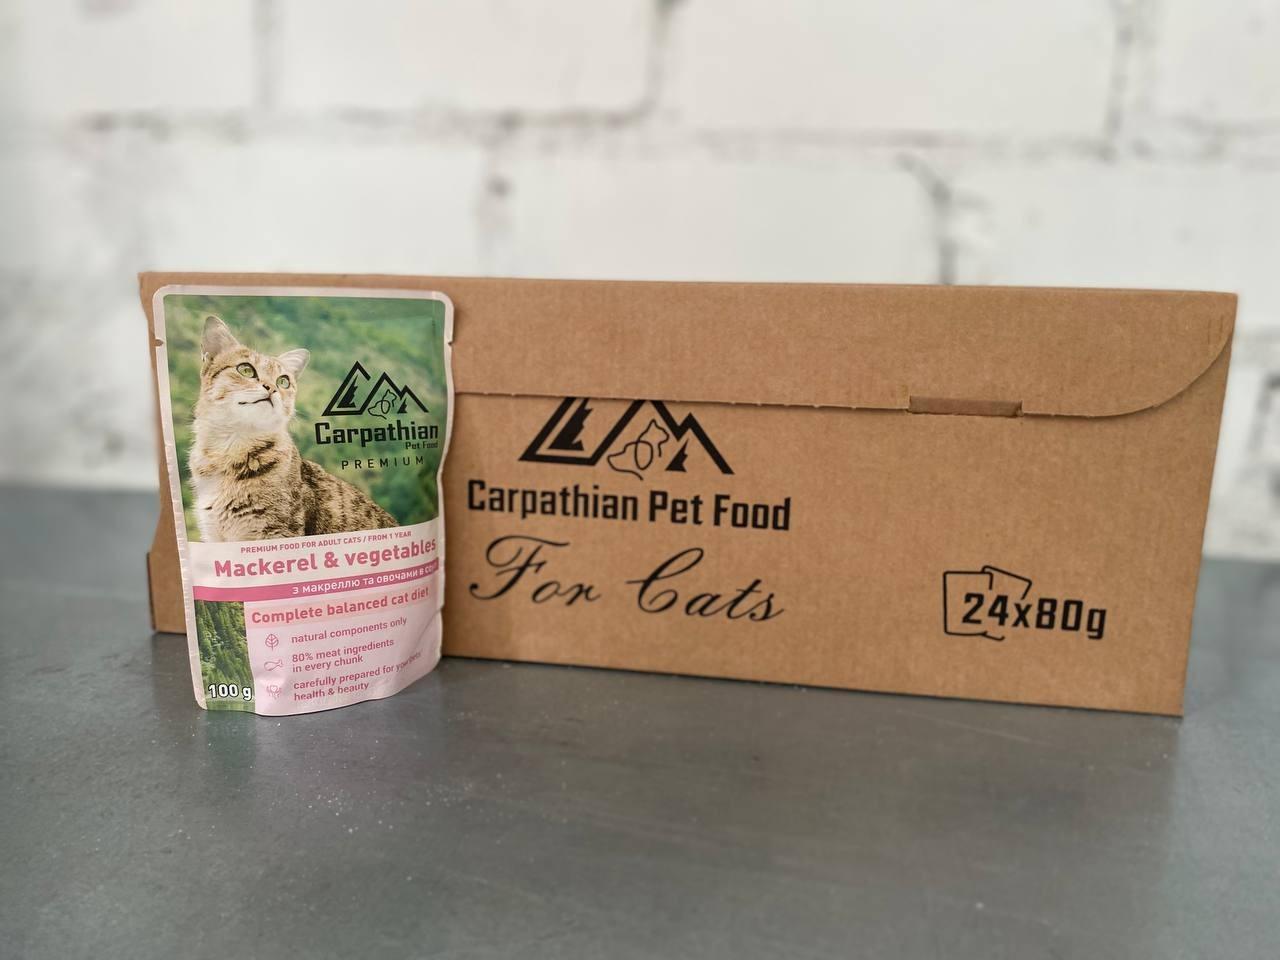 Carpathian
Pet Food
PREMIUM
PREMIUM FOOD FOR ADULT CATS / FROM 1 YEAR
Mackerel & vegetables
з макреллю та овочами в
Complete balanced cat diet
natural components only
80% meat ingredients
in every chunk
carefully prepared for your pets'
health & beauty
100 g
Carpathian Pet Food
For Cats
24x80g